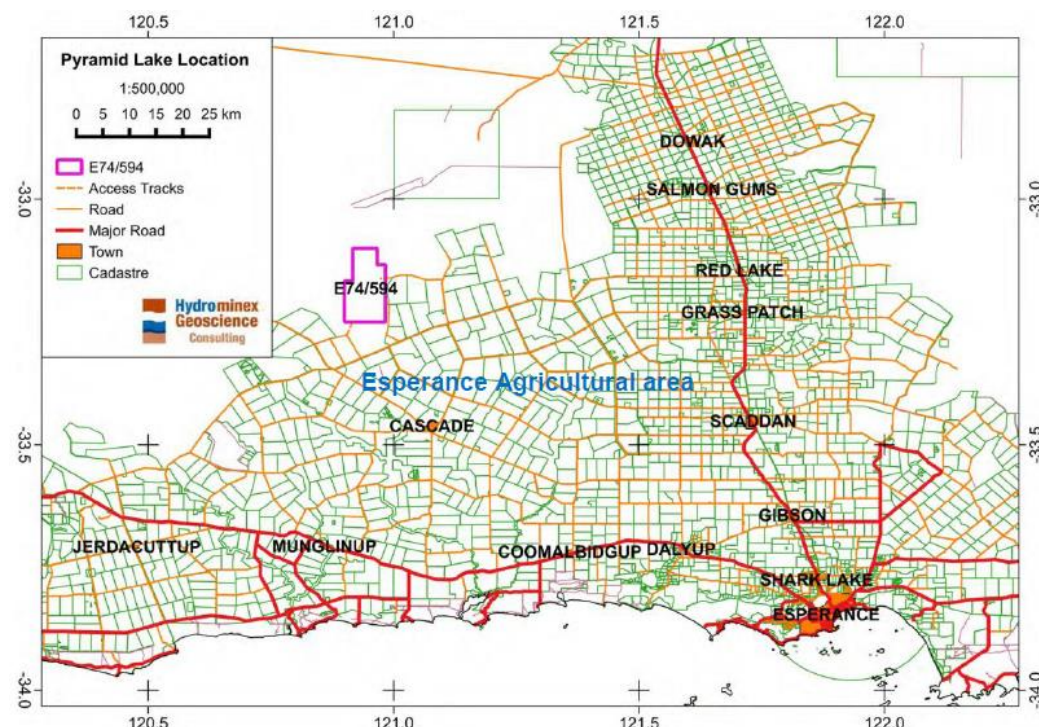 120.5 121.0 121.5 122.0
Pyramid Lake Location
1:500,000
0 5 10 15 20 25 km
E74/594
Access Tracks
Road
Major Road
Town
Cadastre
Hydrominex
Geoscience
Consulting
-33.0 -33.0
DOWAK
SALMON GUMS
RED LAKE
E74/594
GRASS PATCH
Esperance Agricultural area
SCADDAN
CASCADE
-33.5 -33.5
GIBSON
JERDACUTTUP MUNGLINUP COOMALBIDGUP DALYUP
SHARK LAKE
ESPERANCE
-34.0 -34.0
120.5 121.0 121.5 122.0